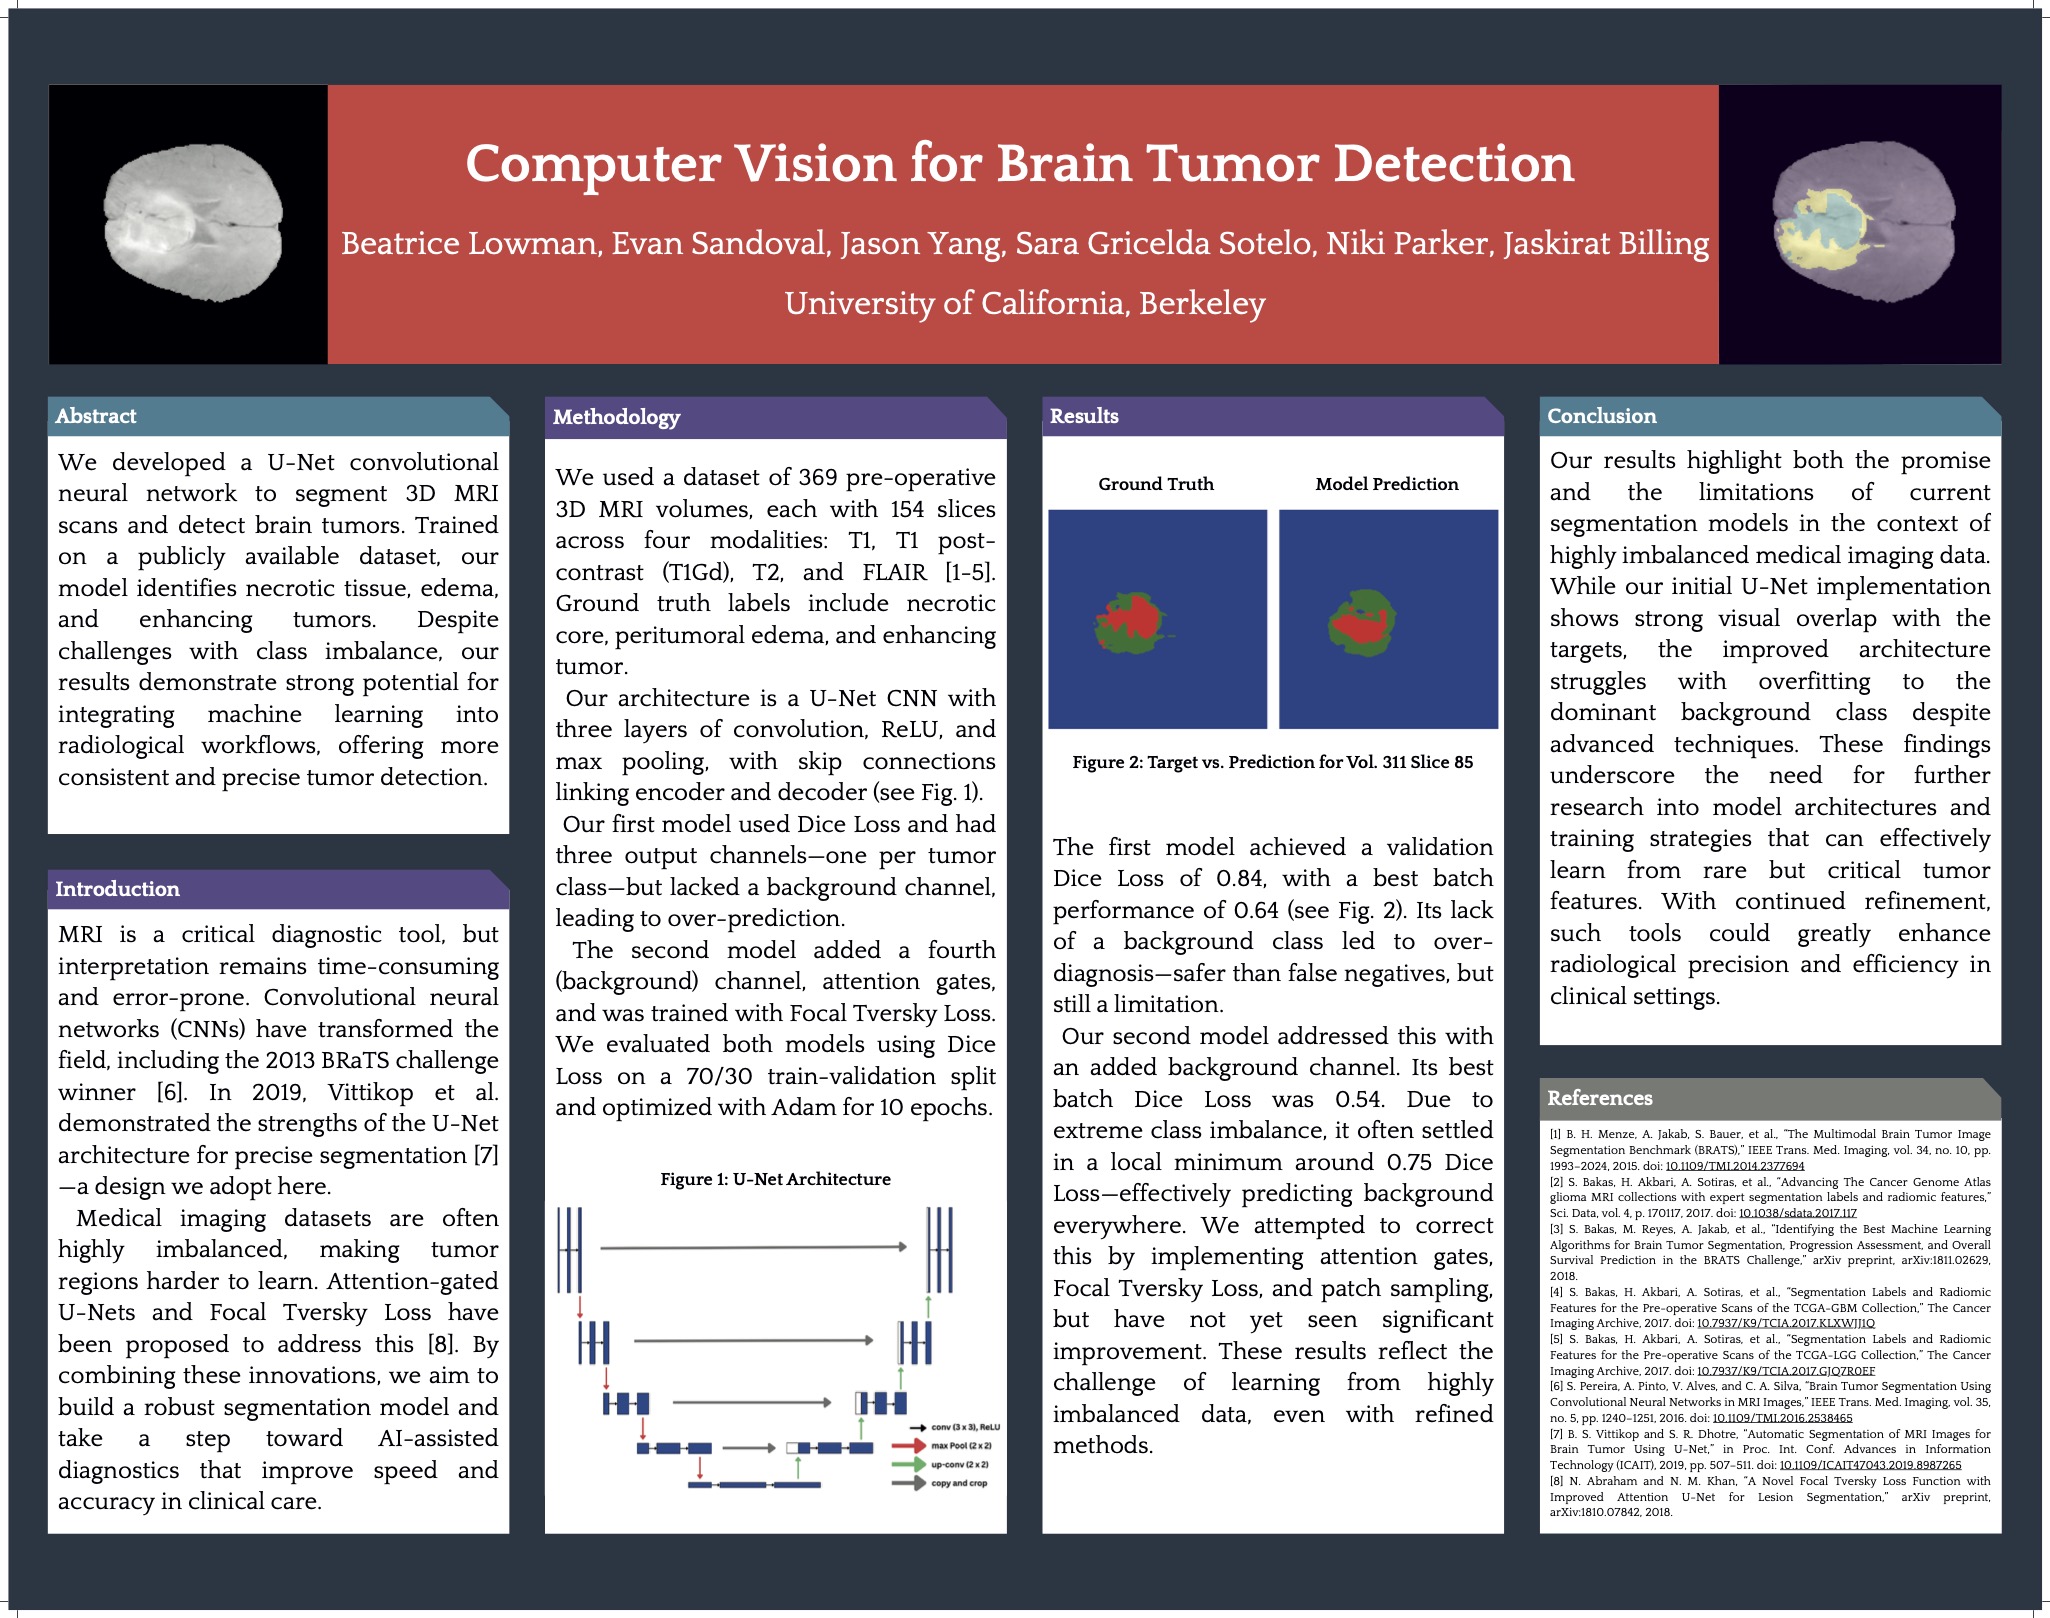 Computer Vision for Brain Tumor Detection
Beatrice Lowman, Evan Sandoval, Jason Yang, Sara Gricelda Sotelo, Niki Parker, Jaskirat Billing
University of California, Berkeley
Abstract
We developed a U-Net convolutional
neural network to segment 3D MRI
scans and detect brain tumors. Trained
on a publicly available dataset, our
model identifies necrotic tissue, edema,
and enhancing tumors. Despite
challenges with class imbalance, our
results demonstrate strong potential for
integrating machine learning into
radiological workflows, offering more
consistent and precise tumor detection.
Introduction
MRI is a critical diagnostic tool, but
interpretation remains time-consuming
and error-prone. Convolutional neural
networks (CNNs) have transformed the
field, including the 2013 BRaTS challenge
winner [6]. In 2019, Vittikop et al.
demonstrated the strengths of the U-Net
architecture for precise segmentation [7]
—a design we adopt here.
Medical imaging datasets are often
highly imbalanced, making tumor
regions harder to learn. Attention-gated
U-Nets and Focal Tversky Loss have
been proposed to address this [8]. By
combining these innovations, we aim to
build a robust segmentation model and
take a step toward AI-assisted
diagnostics that improve speed and
accuracy in clinical care.
Methodology
We used a dataset of 369 pre-operative
3D MRI volumes, each with 154 slices
across four modalities: T1, T1 post-
contrast (T1Gd), T2, and FLAIR [1-5].
Ground truth labels include necrotic
core, peritumoral edema, and enhancing
tumor.
Our architecture is a U-Net CNN with
three layers of convolution, ReLU, and
max pooling, with skip connections
linking encoder and decoder (see Fig. 1).
Our first model used Dice Loss and had
three output channels—one per tumor
class—but lacked a background channel,
leading to over-prediction.
The second model added a fourth
(background) channel, attention gates,
and was trained with Focal Tversky Loss.
We evaluated both models using Dice
Loss on a 70/30 train-validation split
and optimized with Adam for 10 epochs.
Figure 1: U-Net Architecture
conv (3 x 3), ReLU
max Pool (2 x 2)
up-conv (2 x 2)
copy and crop
Results
Ground Truth Model Prediction
Figure 2: Target vs. Prediction for Vol. 311 Slice 85
The first model achieved a validation
Dice Loss of 0.84, with a best batch
performance of 0.64 (see Fig. 2). Its lack
of a background class led to over-
diagnosis—safer than false negatives, but
still a limitation.
Our second model addressed this with
an added background channel. Its best
batch Dice Loss was 0.54. Due to
extreme class imbalance, it often settled
in a local minimum around 0.75 Dice
Loss—effectively predicting background
everywhere. We attempted to correct
this by implementing attention gates,
Focal Tversky Loss, and patch sampling,
but have not yet seen significant
improvement. These results reflect the
challenge of learning from highly
imbalanced data, even with refined
methods.
Conclusion
Our results highlight both the promise
and the limitations of current
segmentation models in the context of
highly imbalanced medical imaging data.
While our initial U-Net implementation
shows strong visual overlap with the
targets, the improved architecture
struggles with overfitting to the
dominant background class despite
advanced techniques. These findings
underscore the need for further
research into model architectures and
training strategies that can effectively
learn from rare but critical tumor
features. With continued refinement,
such tools could greatly enhance
radiological precision and efficiency in
clinical settings.
References
[1] B. H. Menze, A. Jakab, S. Bauer, et al., “The Multimodal Brain Tumor Image
Segmentation Benchmark (BRATS),” IEEE Trans. Med. Imaging, vol. 34, no. 10, pp.
1993–2024, 2015. doi: 10.1109/TMI.2014.2377694
[2] S. Bakas, H. Akbari, A. Sotiras, et al., “Advancing The Cancer Genome Atlas
glioma MRI collections with expert segmentation labels and radiomic features,”
Sci. Data, vol. 4, p. 170117, 2017. doi: 10.1038/sdata.2017.117
[3] S. Bakas, M. Reyes, A. Jakab, et al., “Identifying the Best Machine Learning
Algorithms for Brain Tumor Segmentation, Progression Assessment, and Overall
Survival Prediction in the BRATS Challenge,” arXiv preprint, arXiv:1811.02629,
2018.
[4] S. Bakas, H. Akbari, A. Sotiras, et al., “Segmentation Labels and Radiomic
Features for the Pre-operative Scans of the TCGA-GBM Collection,” The Cancer
Imaging Archive, 2017. doi: 10.7937/K9/TCIA.2017.KLXWJJ1Q
[5] S. Bakas, H. Akbari, A. Sotiras, et al., “Segmentation Labels and Radiomic
Features for the Pre-operative Scans of the TCGA-LGG Collection,” The Cancer
Imaging Archive, 2017. doi: 10.7937/K9/TCIA.2017.GJQ7R0EF
[6] S. Pereira, A. Pinto, V. Alves, and C. A. Silva, “Brain Tumor Segmentation Using
Convolutional Neural Networks in MRI Images,” IEEE Trans. Med. Imaging, vol. 35,
no. 5, pp. 1240–1251, 2016. doi: 10.1109/TMI.2016.2538465
[7] B. S. Vittikop and S. R. Dhotre, “Automatic Segmentation of MRI Images for
Brain Tumor Using U-Net,” in Proc. Int. Conf. Advances in Information
Technology (ICAIT), 2019, pp. 507–511. doi: 10.1109/ICAIT47043.2019.8987265
[8] N. Abraham and N. M. Khan, “A Novel Focal Tversky Loss Function with
Improved Attention U-Net for Lesion Segmentation,” arXiv preprint,
arXiv:1810.07842, 2018.